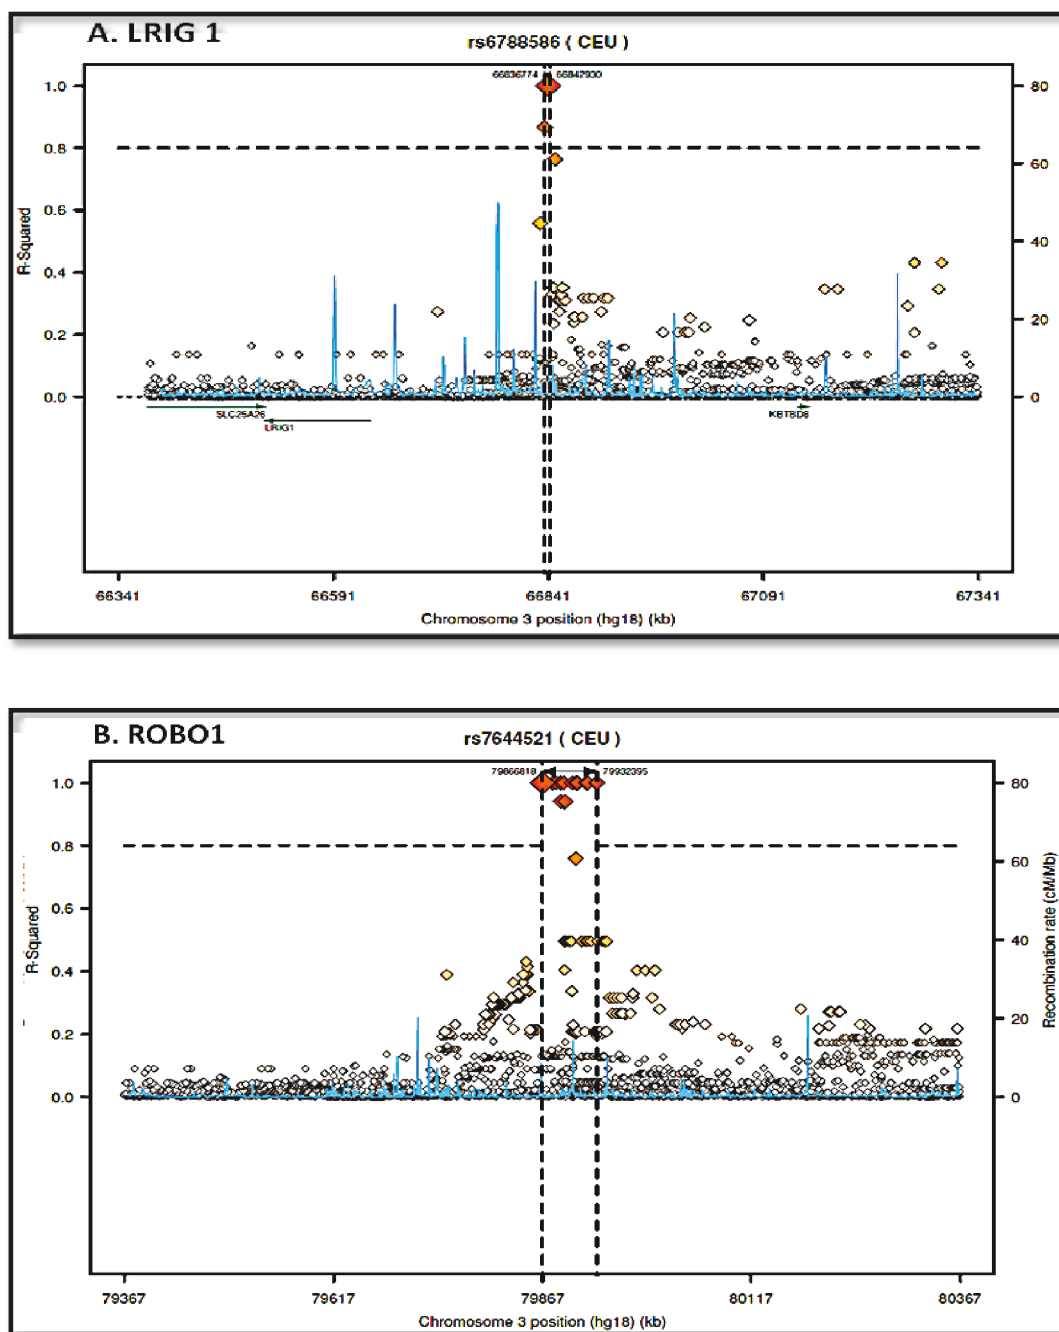 A. LRIG 1
rs6788586 ( CEU )
66836774 66842930
1.0
0.8
0.6
0.4
0.2
0.0
R-Squared
80
60
40
20
0
SLC25A26
LRIG1
KBTBD8
66341 66591 66841 67091 67341
Chromosome 3 position (hg18) (kb)
B. ROBO1
rs7644521 ( CEU )
79866818 79932395
1.0
0.8
0.6
0.4
0.2
0.0
R-Squared
80
60
40
20
0
Recombination rate (cM/Mb)
79367 79617 79867 80117 80367
Chromosome 3 position (hg18) (kb)